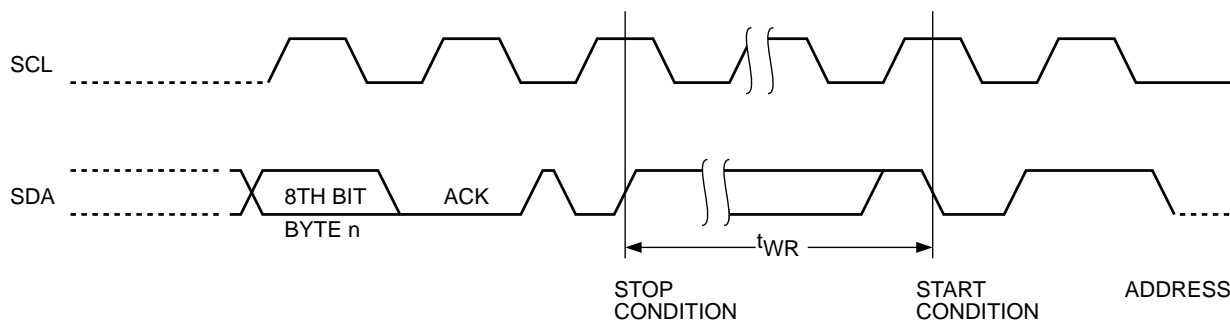 SCL
SDA
8TH BIT
ACK
BYTE n
tWR
STOP
CONDITION
START
CONDITION
ADDRESS